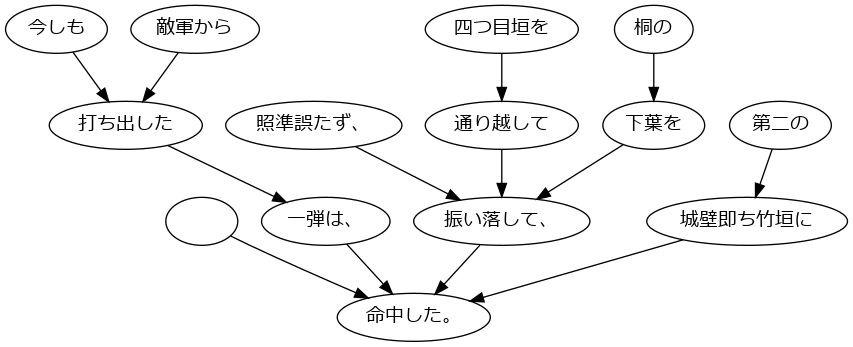 今しも 敵軍から 四つ目垣を 桐の
打ち出した 照準誤たず、 通り越して 下葉を 第二の
一弾は、 振い落して、 城壁即ち竹垣に
命中した。